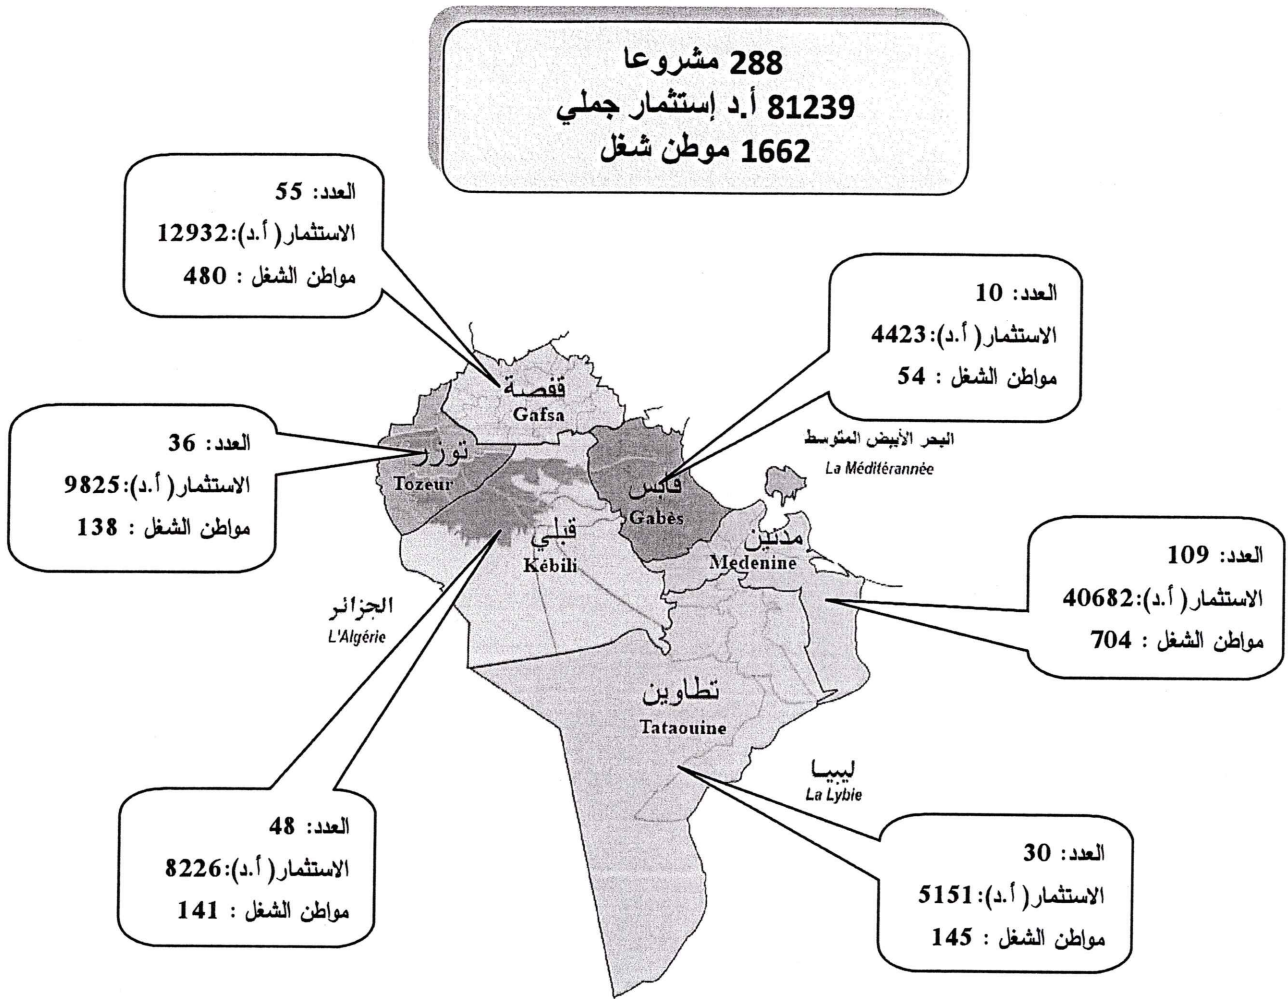 288 مشروعا
81239 أ.د إستثمار جملي
1662 موطن شغل
العدد: 55
الاستثمار( أ.د):12932
مواطن الشغل : 480
العدد: 10
الاستثمار( أ.د):4423
مواطن الشغل : 54
قفصة
Gafsa
العدد: 36
الاستثمار( أ.د):9825
مواطن الشغل : 138
توزر
Tozeur
البحر الأبيض المتوسط
La Méditérannée
قابس
Gabès
قبلي
Kébili
مدنين
Medenine
العدد: 109
الاستثمار( أ.د):40682
مواطن الشغل : 704
الجزائر
L'Algérie
تطاوين
Tataouine
ليبيا
La Lybie
العدد: 48
الاستثمار( أ.د):8226
مواطن الشغل : 141
العدد: 30
الاستثمار( أ.د):5151
مواطن الشغل : 145